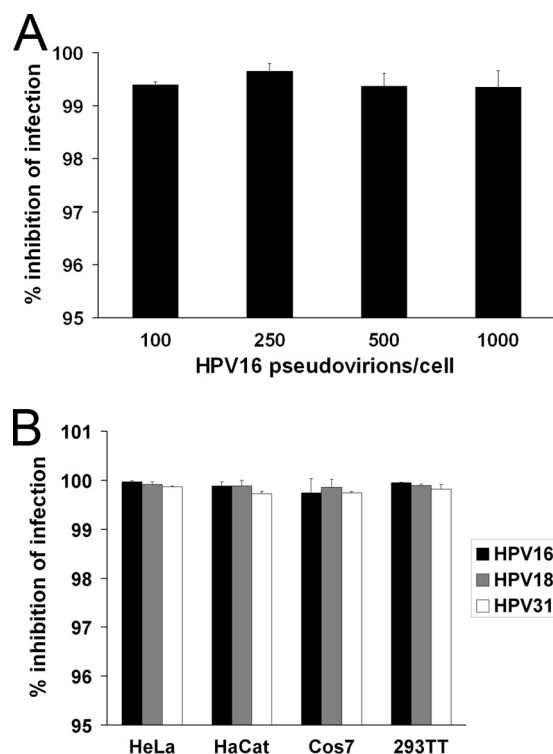 A
% inhibition of infection
100
99
98
97
96
95
100 250 500 1000
HPV16 pseudovirions/cell
B
% inhibition of infection
101
100
99
98
97
96
95
HeLa HaCat Cos7 293TT
HPV16
HPV18
HPV31